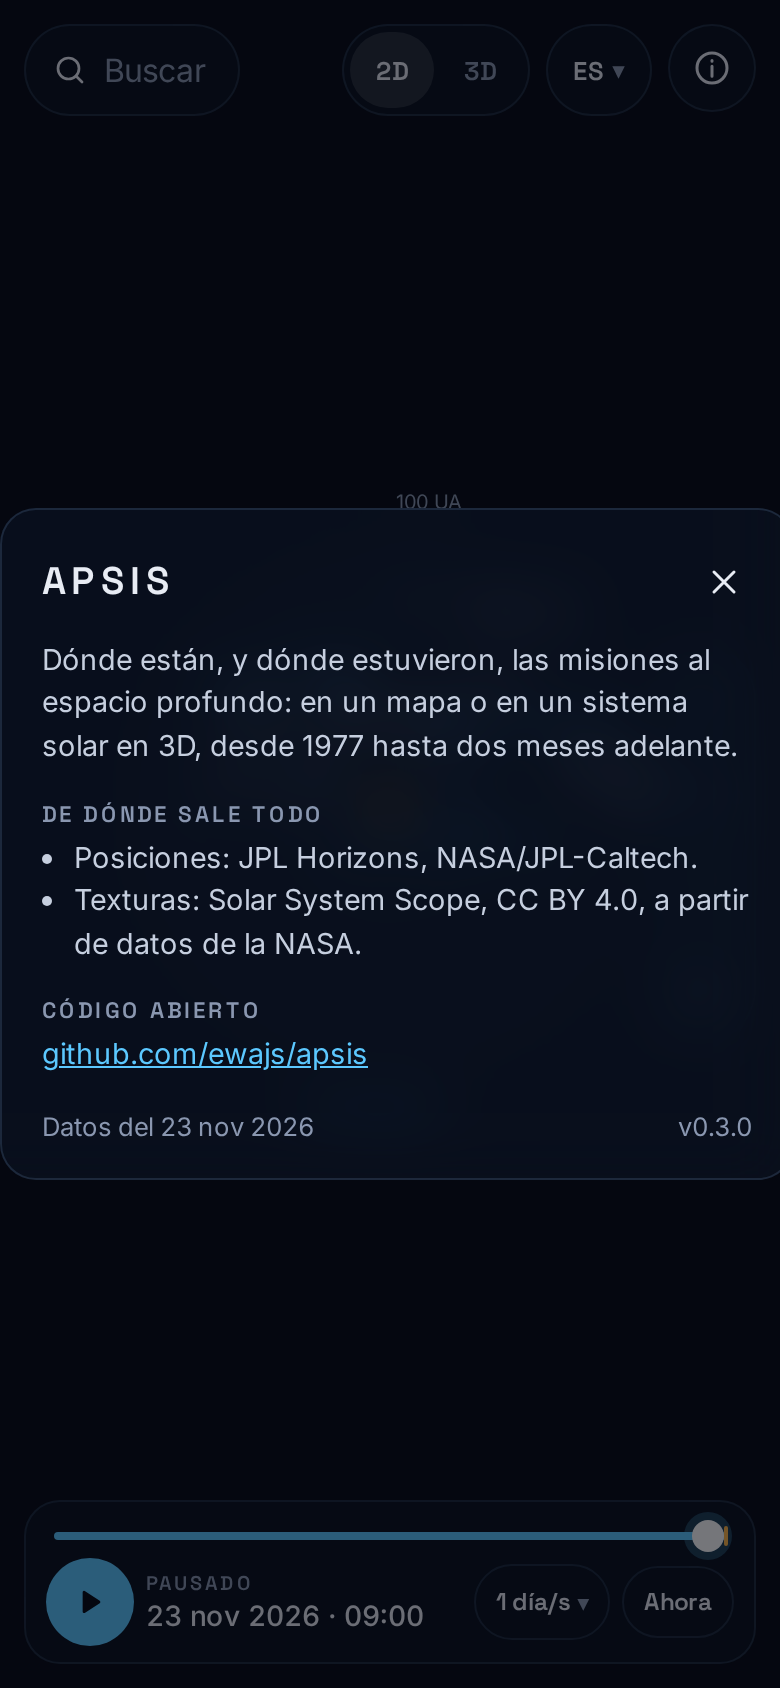 Buscar
2D 3D ES ▾
100 UA
APSIS
Dónde están, y dónde estuvieron, las misiones al
espacio profundo: en un mapa o en un sistema
solar en 3D, desde 1977 hasta dos meses adelante.
DE DÓNDE SALE TODO
• Posiciones: JPL Horizons, NASA/JPL-Caltech.
• Texturas: Solar System Scope, CC BY 4.0, a partir
de datos de la NASA.
CÓDIGO ABIERTO
github.com/ewajs/apsis
Datos del 23 nov 2026 v0.3.0
PAUSADO
23 nov 2026 · 09:00
1 día/s ▾ Ahora